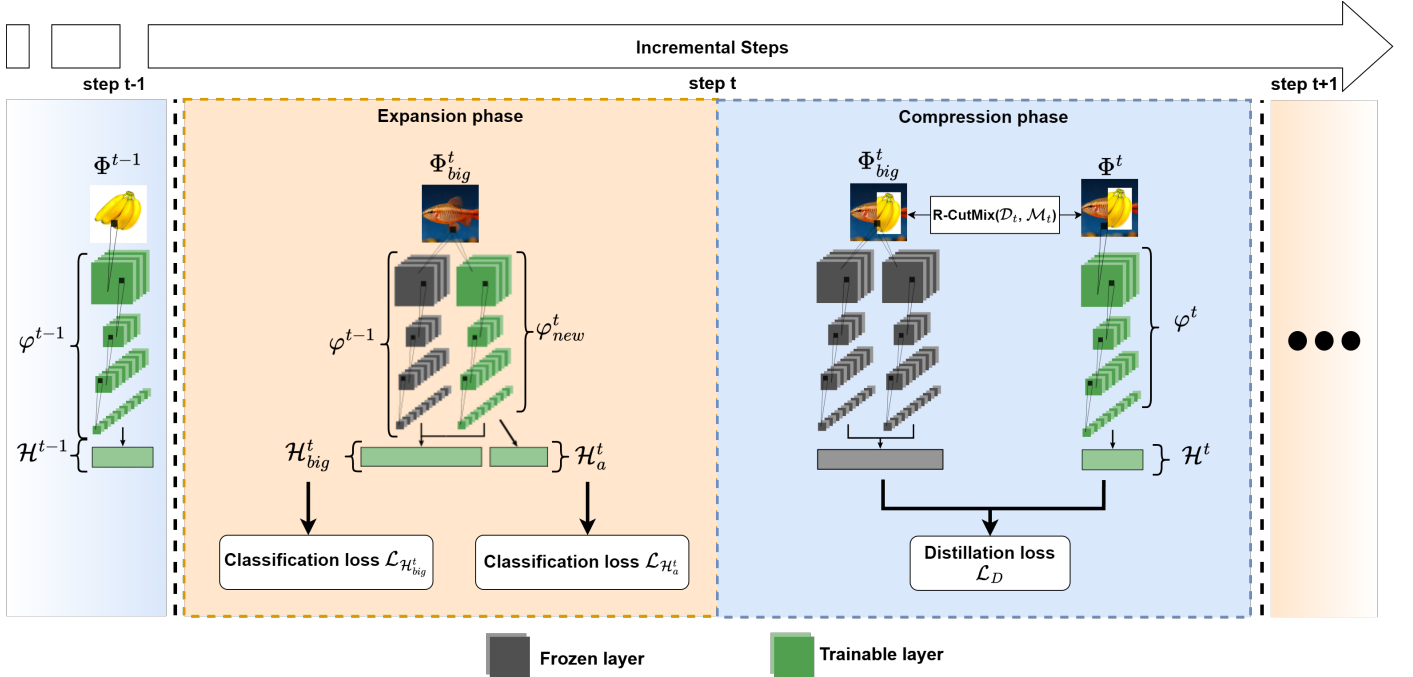 Incremental Steps
step t-1
step t
step t+1
Expansion phase
Compression phase
Φ^{t−1}
Φ^t_{big}
Φ^t_{big}
Φ^t
R-CutMix(𝒟_t, ℳ_t)
φ^{t−1}
φ^{t−1}
φ^t_{new}
φ^t
ℋ^{t−1}
ℋ^t_{big}
ℋ^t_a
ℋ^t
Classification loss ℒ_{ℋ^t_{big}}
Classification loss ℒ_{ℋ^t_a}
Distillation loss
ℒ_D
Frozen layer
Trainable layer